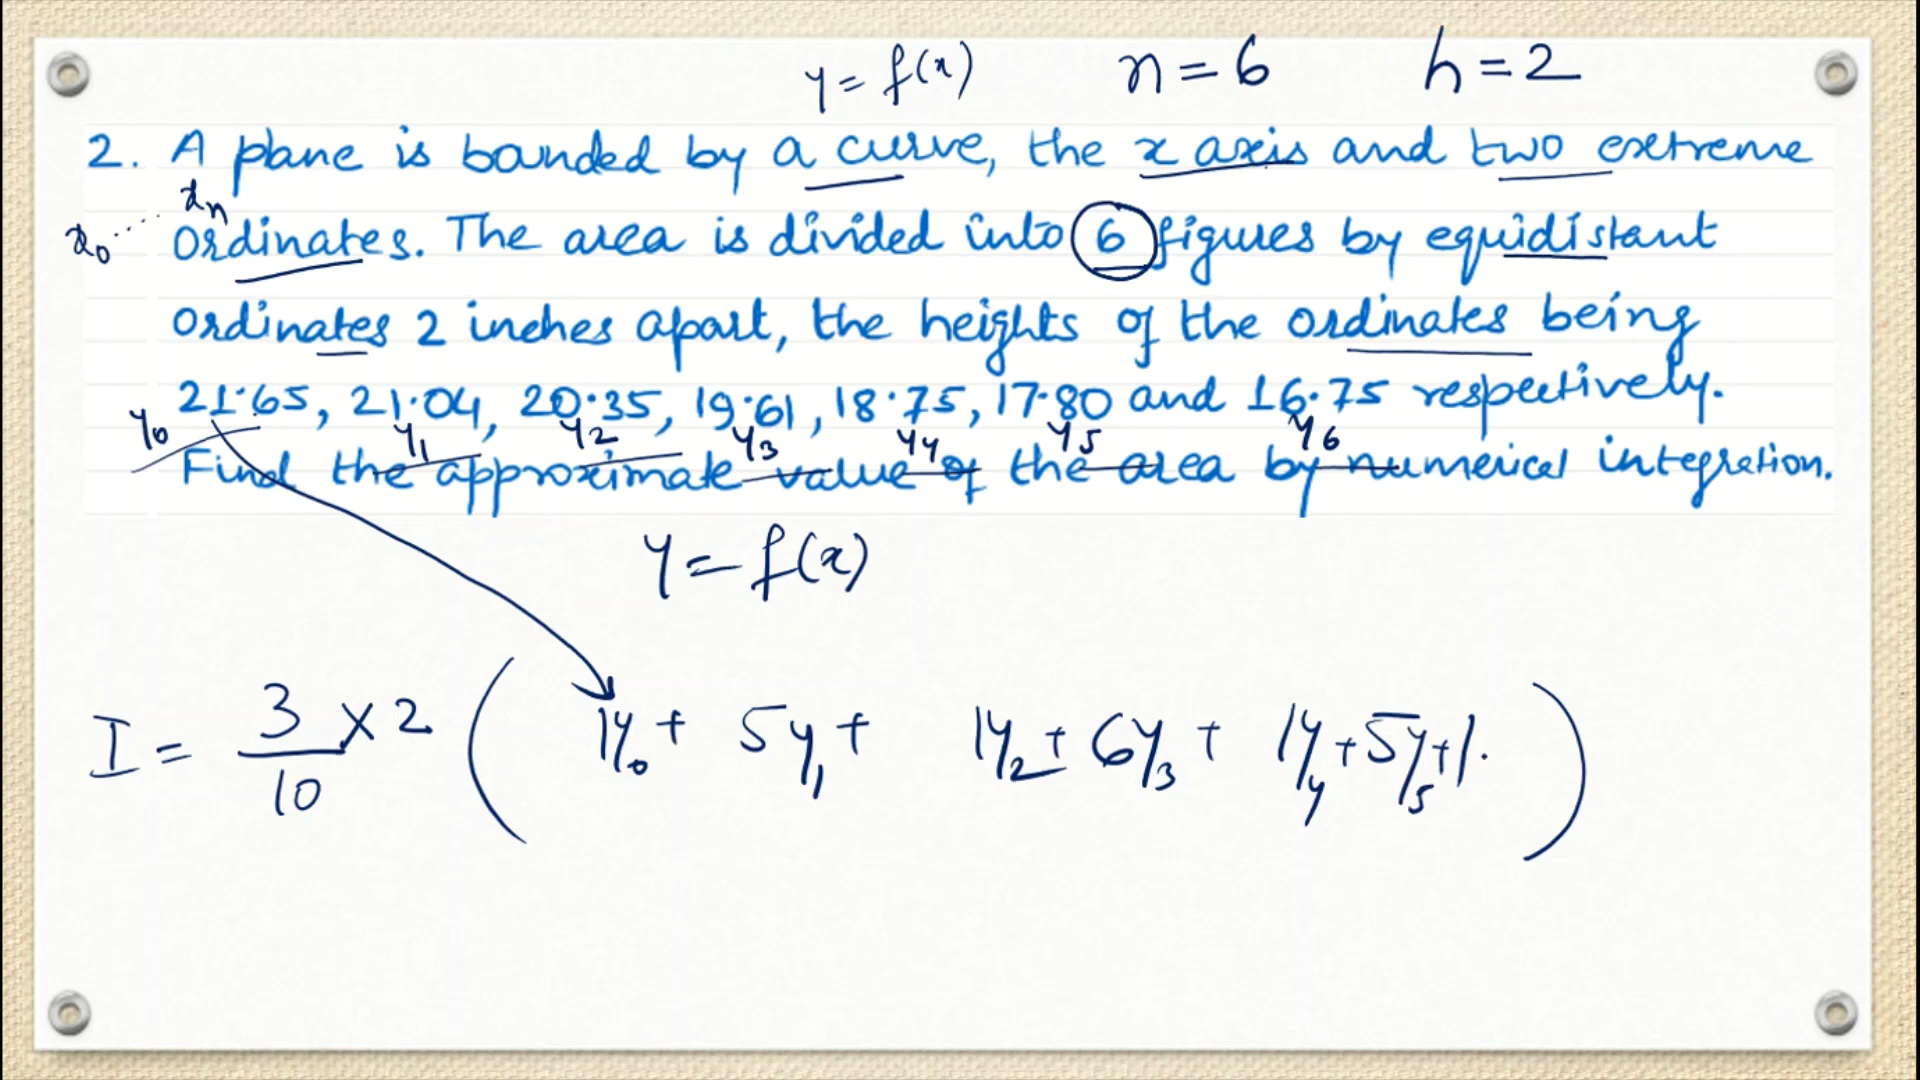 y = f(x) n = 6 h = 2
2. A plane is bounded by a curve, the x axis and two extreme
x0 ... xn
ordinates. The area is divided into 6 figures by equidistant
ordinates 2 inches apart, the heights of the ordinates being
21.65, 21.04, 20.35, 19.61, 18.75, 17.80 and 16.75 respectively.
y0 y1 y2 y3 y4 y5 y6
Find the approximate value of the area by numerical integration.
y = f(x)
I = 3/10 × 2 ( 1y0 + 5y1 + 1y2 + 6y3 + 1y4 + 5y5 + 1. )